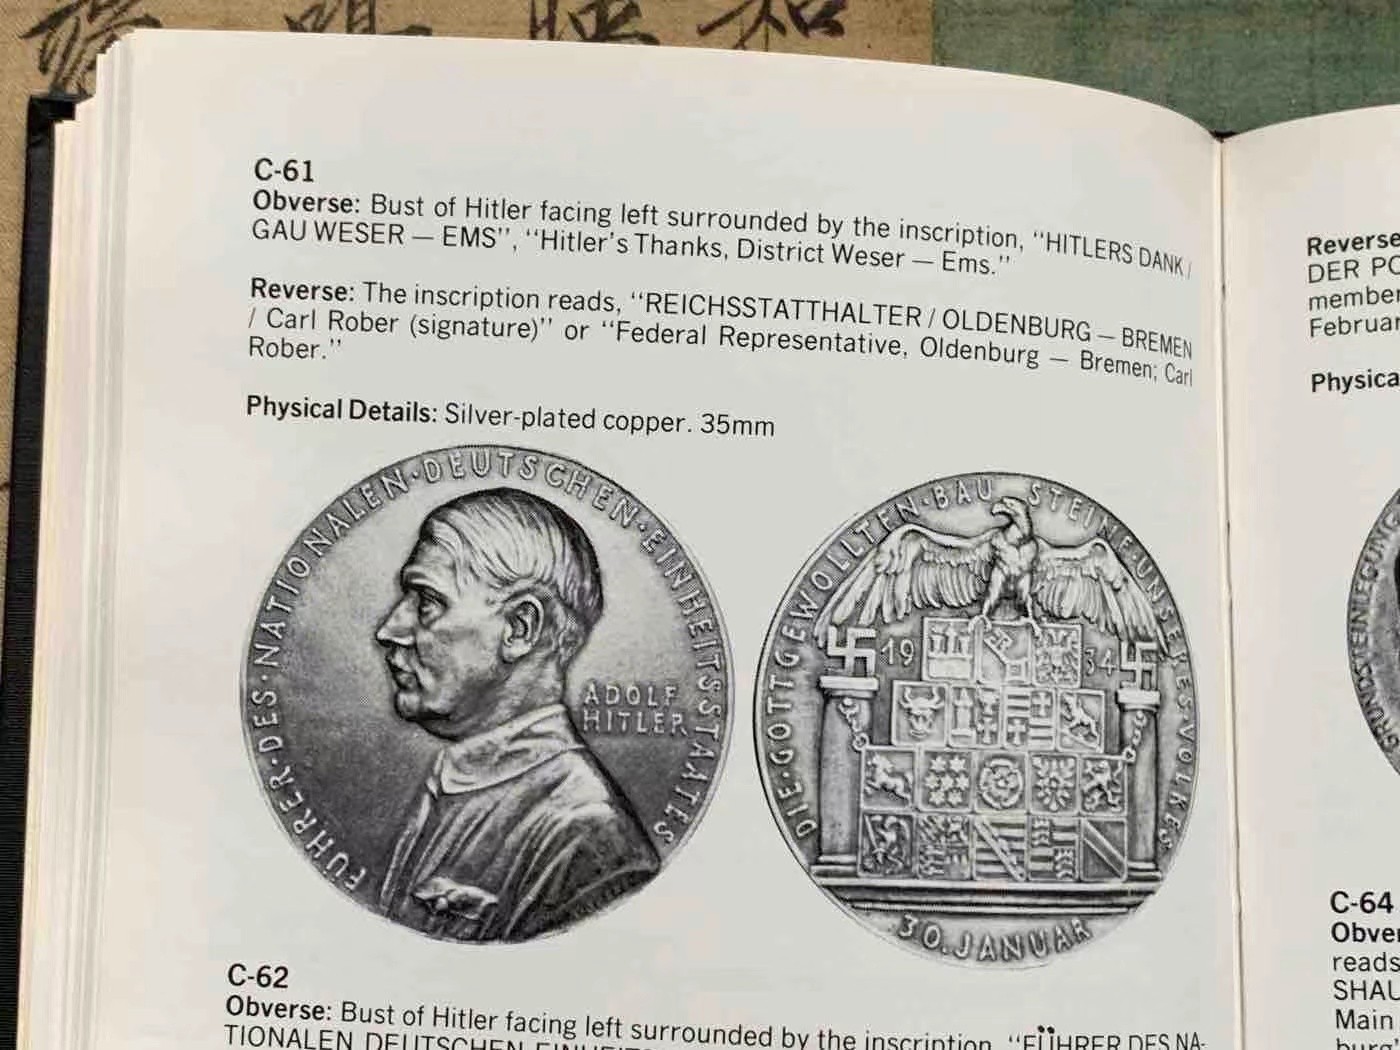 C-61
Obverse: Bust of Hitler facing left surrounded by the inscription, “HITLERS DANK /
GAU WESER — EMS”, “Hitler's Thanks, District Weser — Ems.”
Reverse: The inscription reads, “REICHSSTATTHALTER / OLDENBURG — BREMEN
/ Carl Rober (signature)” or “Federal Representative, Oldenburg — Bremen; Carl
Rober.”
Physical Details: Silver-plated copper. 35mm
FÜHRER·DES·NATIONALEN·DEUTSCHEN·EINHEITSSTAATES
ADOLF
HITLER
DIE·GOTTGEWOLLTEN·BAU STEINE·UNSERES·VOLKES
19 34
30. JANUAR
C-62
Obverse: Bust of Hitler facing left surrounded by the inscription, “FÜHRER DES NA-
TIONALEN DEUTSCHEN
Reverse
DER
Physica
GRUNDSTEINLEGUNG
C-64
reads
SHAU
Main